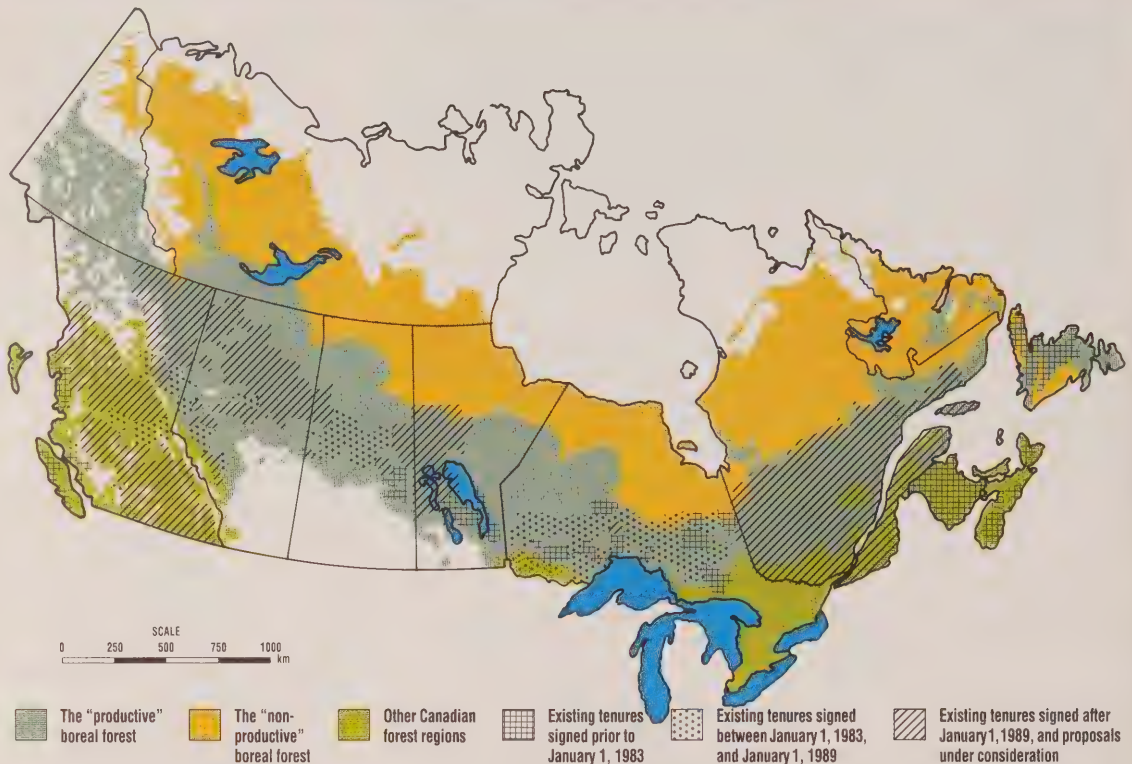 SCALE
0 250 500 750 1000
km
The "productive"
boreal forest
The "non-
productive"
boreal forest
Other Canadian
forest regions
Existing tenures
signed prior to
January 1, 1983
Existing tenures signed
between January 1, 1983,
and January 1, 1989
Existing tenures signed after
January 1, 1989, and proposals
under consideration